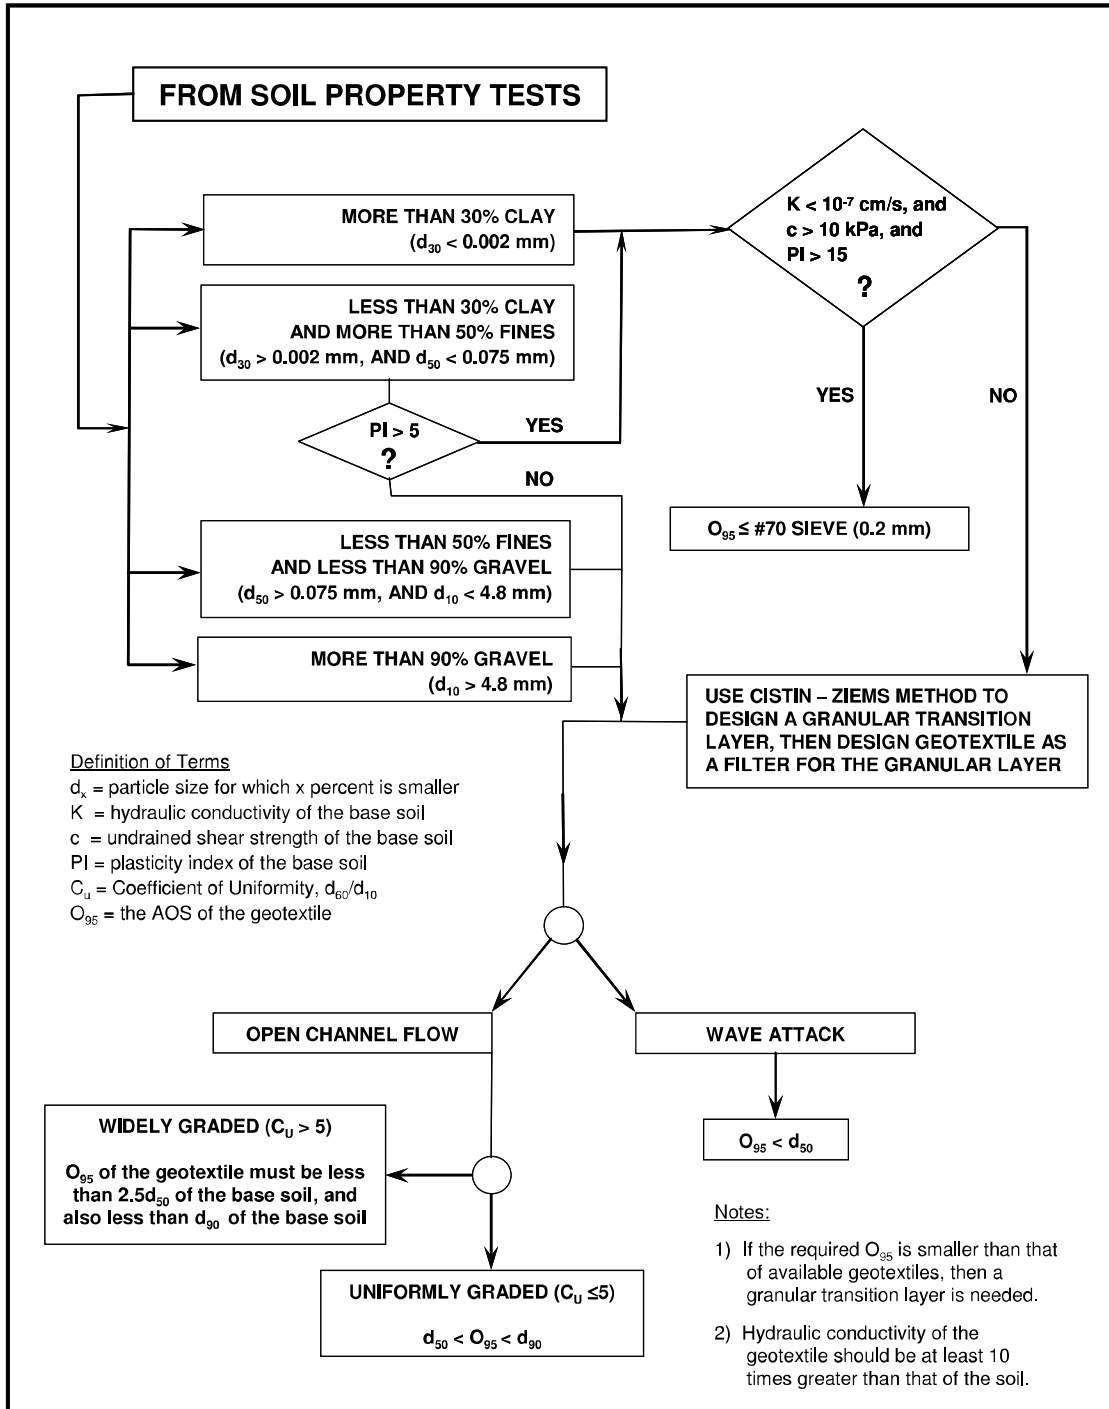 FROM SOIL PROPERTY TESTS
MORE THAN 30% CLAY
(d30 < 0.002 mm)
LESS THAN 30% CLAY
AND MORE THAN 50% FINES
(d30 > 0.002 mm, AND d50 < 0.075 mm)
PI > 5
?
YES
NO
K < 10-7 cm/s, and
c > 10 kPa, and
PI > 15
?
YES
NO
O95 ≤ #70 SIEVE (0.2 mm)
LESS THAN 50% FINES
AND LESS THAN 90% GRAVEL
(d50 > 0.075 mm, AND d10 < 4.8 mm)
MORE THAN 90% GRAVEL
(d10 > 4.8 mm)
USE CISTIN – ZIEMS METHOD TO
DESIGN A GRANULAR TRANSITION
LAYER, THEN DESIGN GEOTEXTILE AS
A FILTER FOR THE GRANULAR LAYER
Definition of Terms
dx = particle size for which x percent is smaller
K = hydraulic conductivity of the base soil
c = undrained shear strength of the base soil
PI = plasticity index of the base soil
Cu = Coefficient of Uniformity, d60/d10
O95 = the AOS of the geotextile
OPEN CHANNEL FLOW
WAVE ATTACK
WIDELY GRADED (CU > 5)
O95 of the geotextile must be less
than 2.5d50 of the base soil, and
also less than d90 of the base soil
O95 < d50
UNIFORMLY GRADED (CU ≤5)
d50 < O95 < d90
Notes:
1) If the required O95 is smaller than that
of available geotextiles, then a
granular transition layer is needed.
2) Hydraulic conductivity of the
geotextile should be at least 10
times greater than that of the soil.